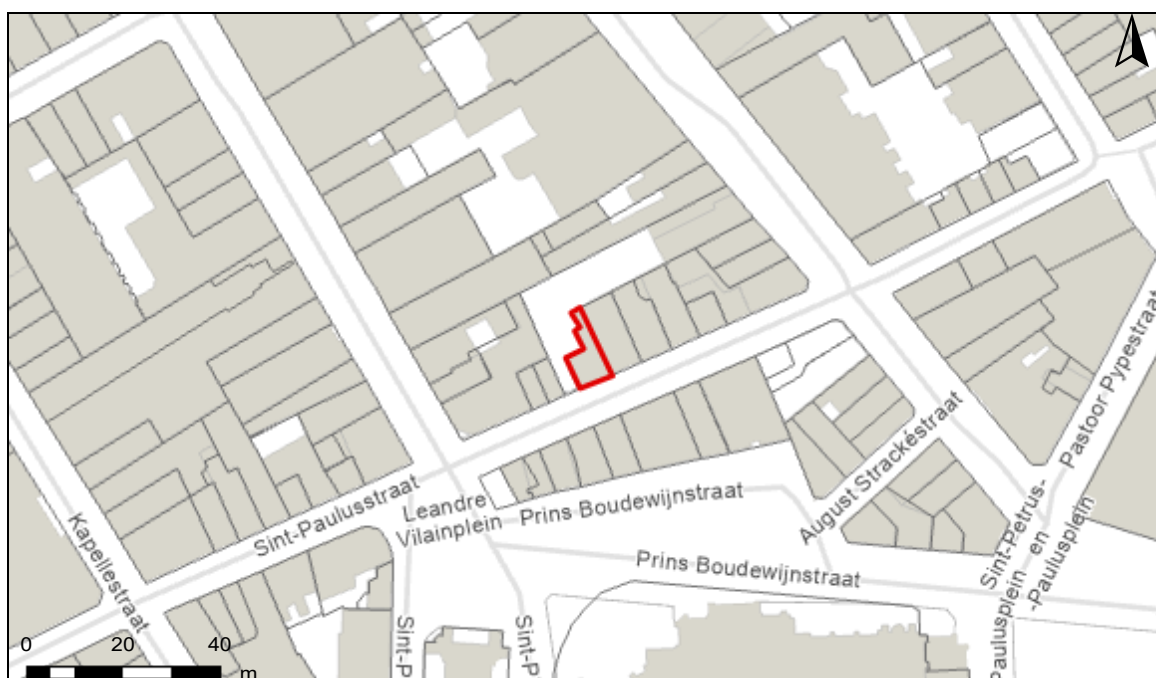 Pastoor Pypestraat
August Strackéstraat
Sint-Paulusstraat
Leandre
Vilainplein
Prins Boudewijnstraat
Kapellestraat
Prins Boudewijnstraat
Sint-Petrus-
Paulusplein en
-Paulusplein
Sint-P
Sint-P
0 20 40
m